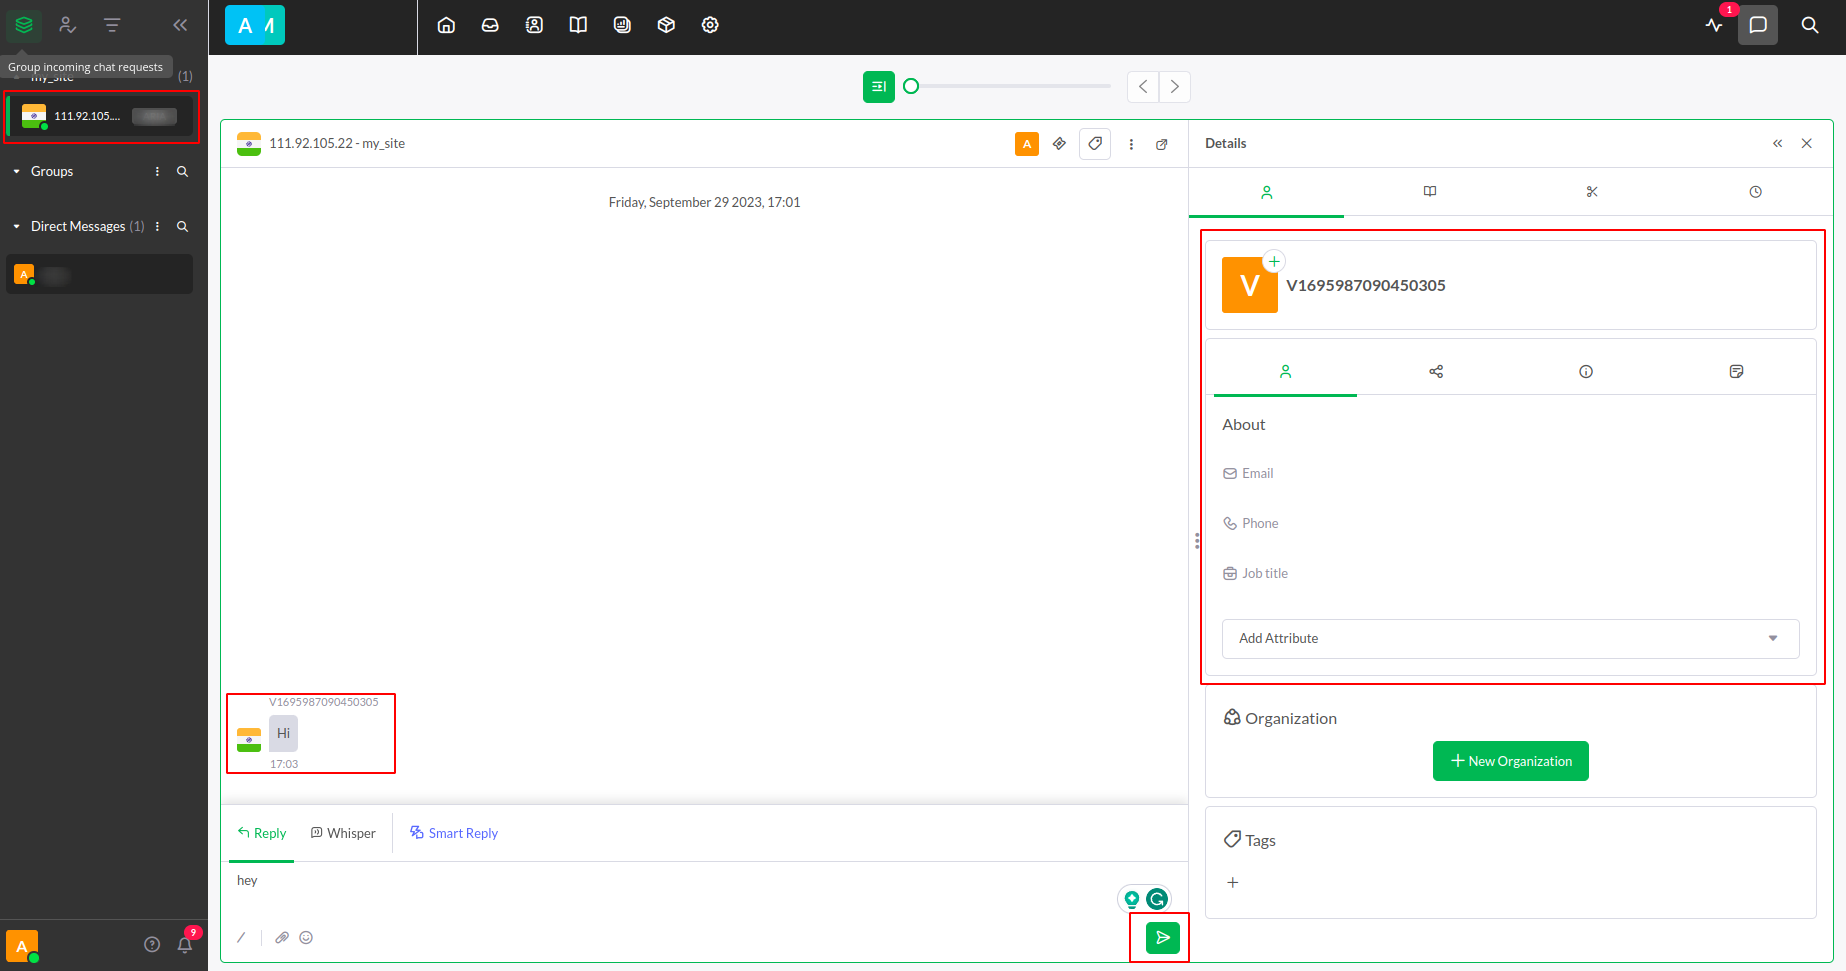 A M
1
Group incoming chat requests
my_site (1)
111.92.105....
Groups
Direct Messages (1)
A
111.92.105.22 - my_site
A
Friday, September 29 2023, 17:01
V1695987090450305
Hi
17:03
Reply
Whisper
Smart Reply
hey
Details
V
V1695987090450305
About
Email
Phone
Job title
Add Attribute
Organization
New Organization
Tags
A
9